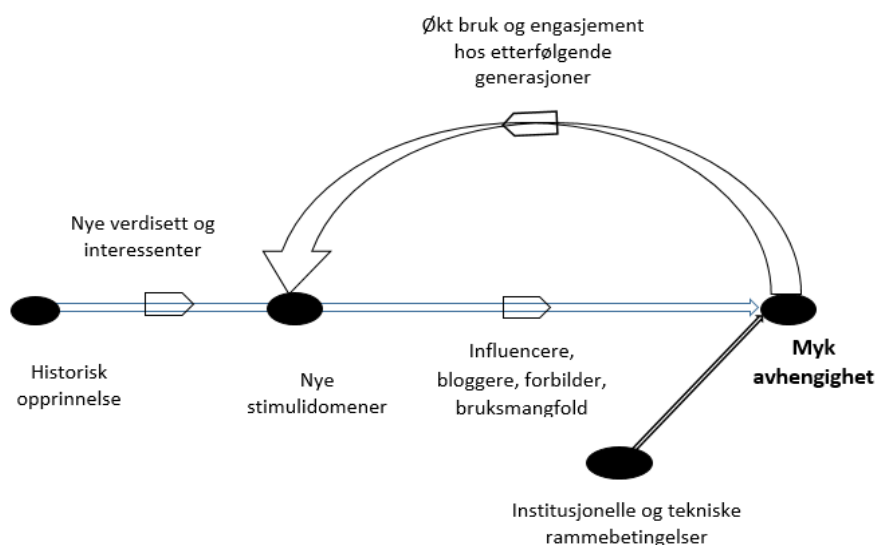 Økt bruk og engasjement
hos etterfølgende
generasjoner
Nye verdisett og
interessenter
Historisk
opprinnelse
Nye
stimulidomener
Influencere,
bloggere, forbilder,
bruksmangfold
Myk
avhengighet
Institusjonelle og tekniske
rammebetingelser